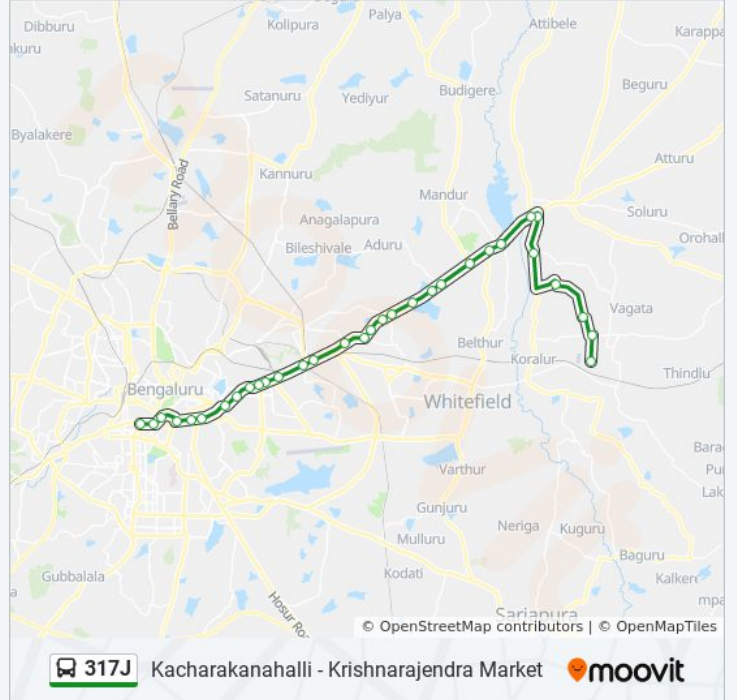 Dibburu
Kolipura
Palya
Attibele
Karappa
akuru
Satanuru
Yediyur
Budigere
Beguru
Byalakere
Bellary Road
Kannuru
Atturu
Mandur
Soluru
Anagalapura
Bileshivale
Aduru
Orohall
Vagata
Belthur
Koralur
Thindlu
Bengaluru
Whitefield
Varthur
Bara
Pu
Lak
Gunjuru
Neriga
Kuguru
Mulluru
Baguru
Gubbalala
Kodati
Kalker
a
Hosur Ro
mpa
Sarjapura
© OpenStreetMap contributors | © OpenMapTiles
317J Kacharakanahalli - Krishnarajendra Market moovit